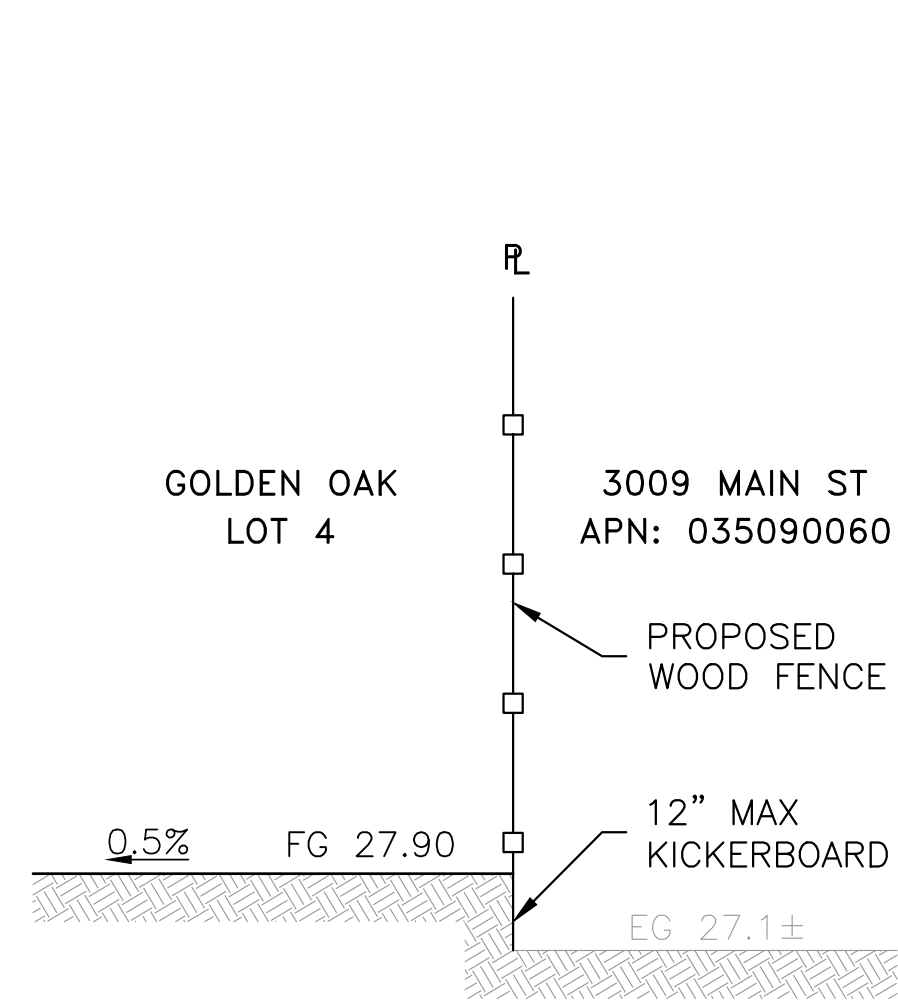 PL
GOLDEN OAK
LOT 4
3009 MAIN ST
APN: 035090060
PROPOSED
WOOD FENCE
12” MAX
KICKERBOARD
0.5%
FG 27.90
EG 27.1±